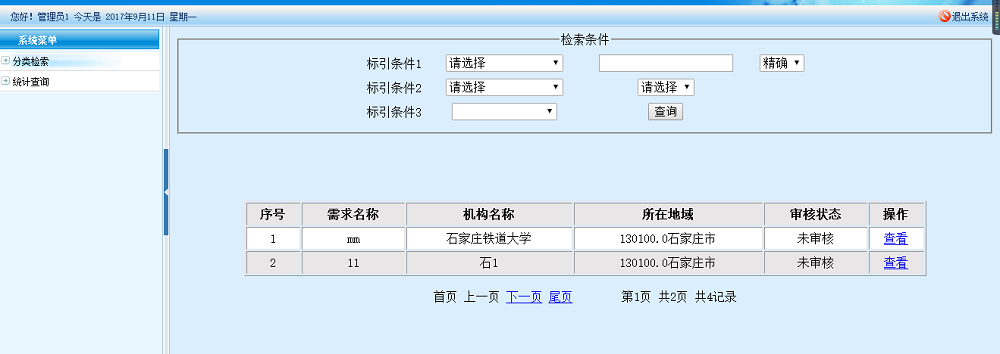 您好！管理员1 今天是 2017年9月11日 星期一 退出系统
系统菜单
分类检索
统计查询
检索条件
标引条件1 请选择 精确
标引条件2 请选择 请选择
标引条件3 查询
序号 需求名称 机构名称 所在地域 审核状态 操作
1 mm 石家庄铁道大学 130100.0石家庄市 未审核 查看
2 11 石1 130100.0石家庄市 未审核 查看
首页 上一页 下一页 尾页 第1页 共2页 共4记录